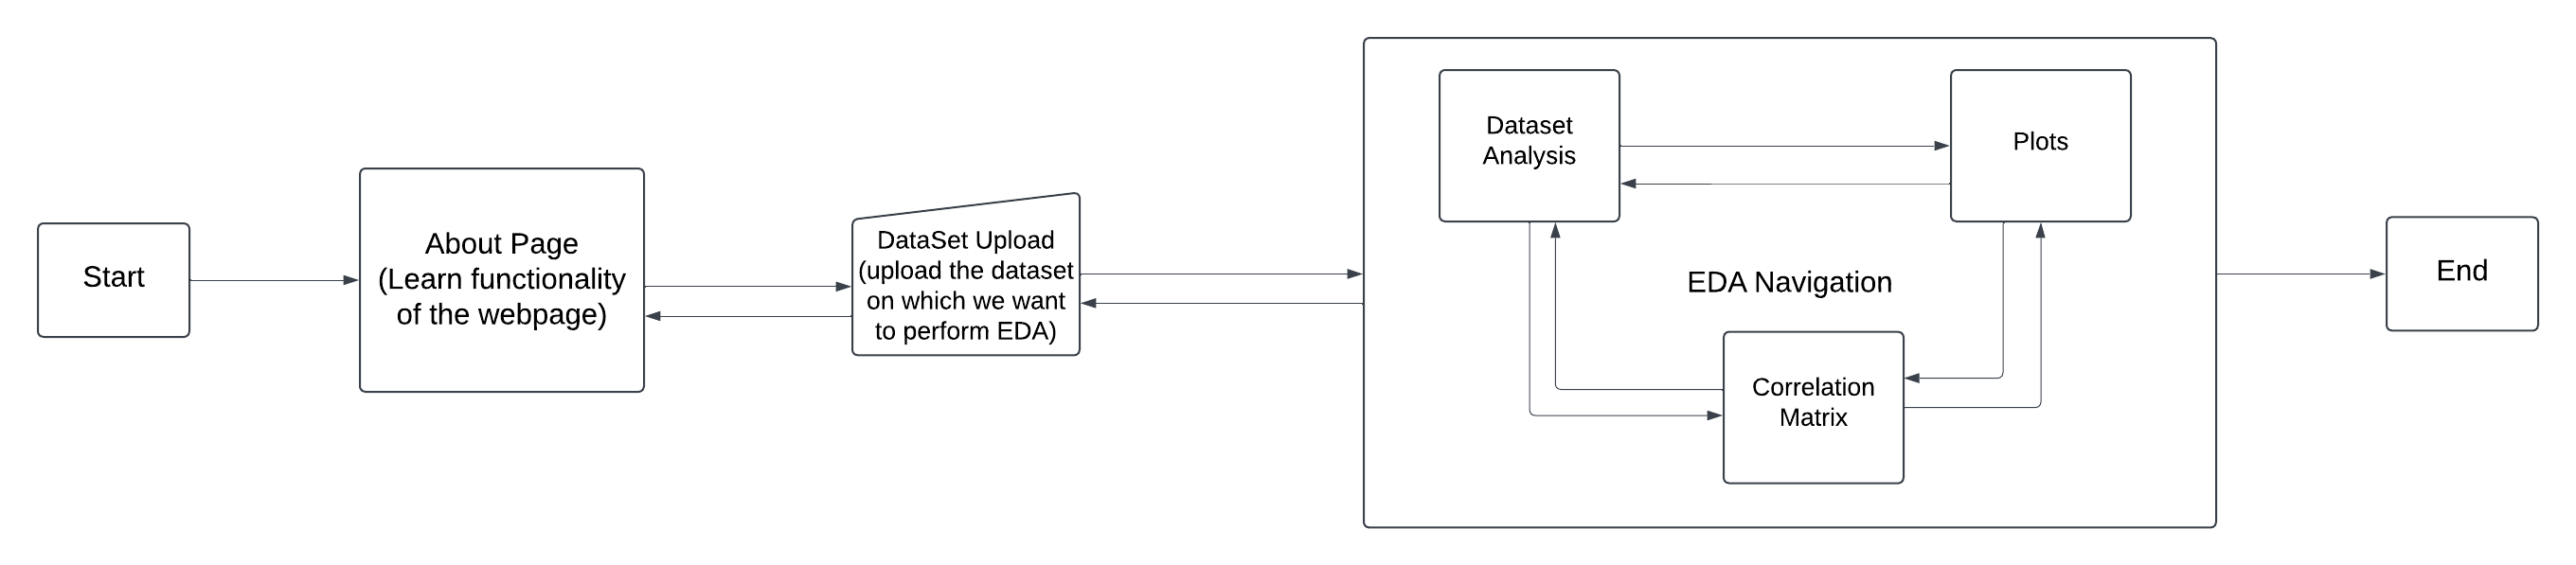 Start
About Page
(Learn functionality
of the webpage)
DataSet Upload
(upload the dataset
on which we want
to perform EDA)
Dataset
Analysis
Plots
EDA Navigation
Correlation
Matrix
End